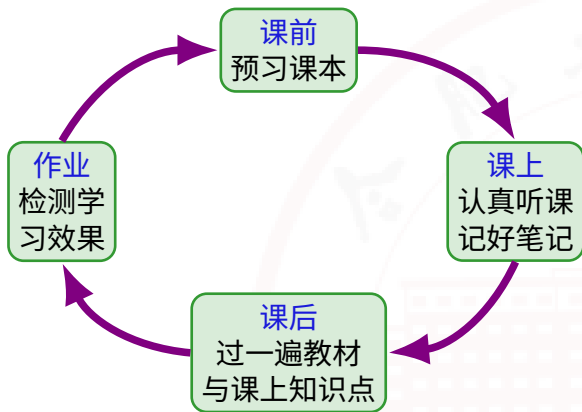 课前
预习课本
课上
认真听课
记好笔记
课后
过一遍教材
与课上知识点
作业
检测学
习效果